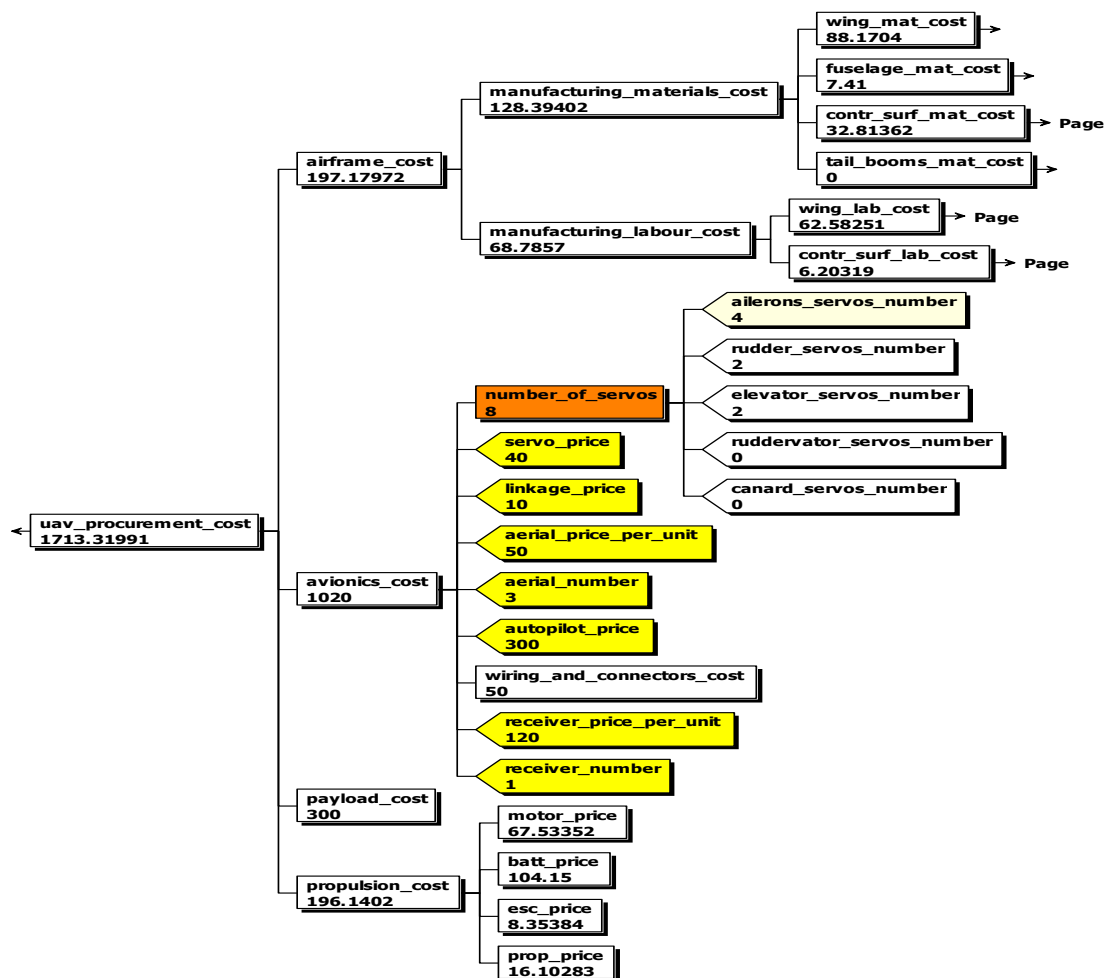 wing_mat_cost
88.1704
fuselage_mat_cost
7.41
manufacturing_materials_cost
128.39402
contr_surf_mat_cost
32.81362
Page
airframe_cost
197.17972
tail_booms_mat_cost
0
wing_lab_cost
62.58251
Page
manufacturing_labour_cost
68.7857
contr_surf_lab_cost
6.20319
Page
ailerons_servos_number
4
rudder_servos_number
2
number_of_servos
8
elevator_servos_number
2
servo_price
40
ruddervator_servos_number
0
linkage_price
10
canard_servos_number
0
uav_procurement_cost
1713.31991
aerial_price_per_unit
50
avionics_cost
1020
aerial_number
3
autopilot_price
300
wiring_and_connectors_cost
50
receiver_price_per_unit
120
receiver_number
1
payload_cost
300
motor_price
67.53352
batt_price
104.15
propulsion_cost
196.1402
esc_price
8.35384
prop_price
16.10283